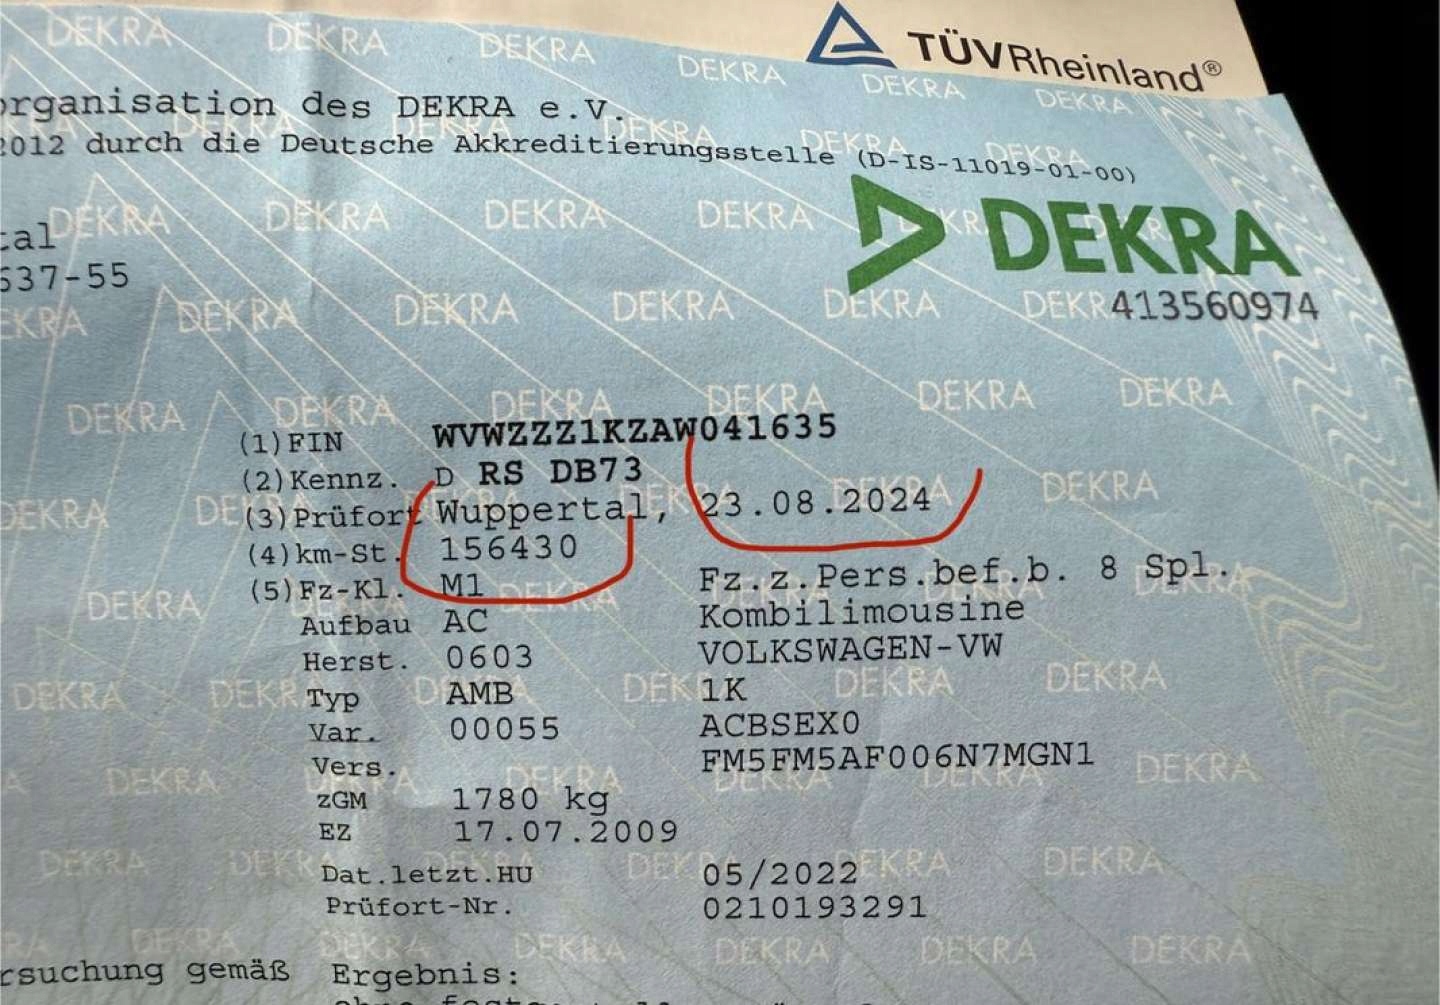 TÜVRheinland®
organisation des DEKRA e.V.
2012 durch die Deutsche Akkreditierungsstelle (D-IS-11019-01-00)
DEKRA
413560974
637-55
(1)FIN WVWZZZ1KZAW041635
(2)Kennz. D RS DB73
(3)Prüfort Wuppertal, 23.08.2024
(4)km-St. 156430
(5)Fz-Kl. M1 Fz.z.Pers.bef.b. 8 Spl.
Aufbau AC Kombilimousine
Herst. 0603 VOLKSWAGEN-VW
Typ AMB 1K
Var. 00055 ACBSEX0
Vers. FM5FM5AF006N7MGN1
zGM 1780 kg
EZ 17.07.2009
Dat.letzt.HU 05/2022
Prüfort-Nr. 0210193291
gemäß Ergebnis: